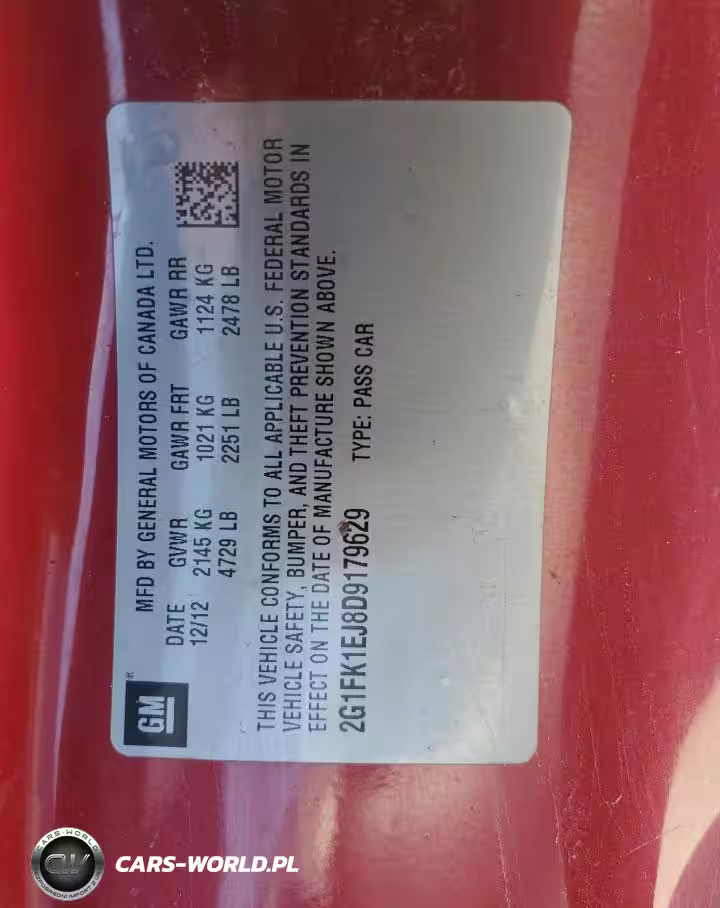 GM
®
MFD BY GENERAL MOTORS OF CANADA LTD.
DATE GVWR GAWR FRT GAWR RR
12/12 2145 KG 1021 KG 1124 KG
4729 LB 2251 LB 2478 LB
THIS VEHICLE CONFORMS TO ALL APPLICABLE U.S. FEDERAL MOTOR
VEHICLE SAFETY, BUMPER, AND THEFT PREVENTION STANDARDS IN
EFFECT ON THE DATE OF MANUFACTURE SHOWN ABOVE.
2G1FK1EJ8D9179629 TYPE: PASS CAR
CARS-WORLD
CW
CARS-WORLD.PL